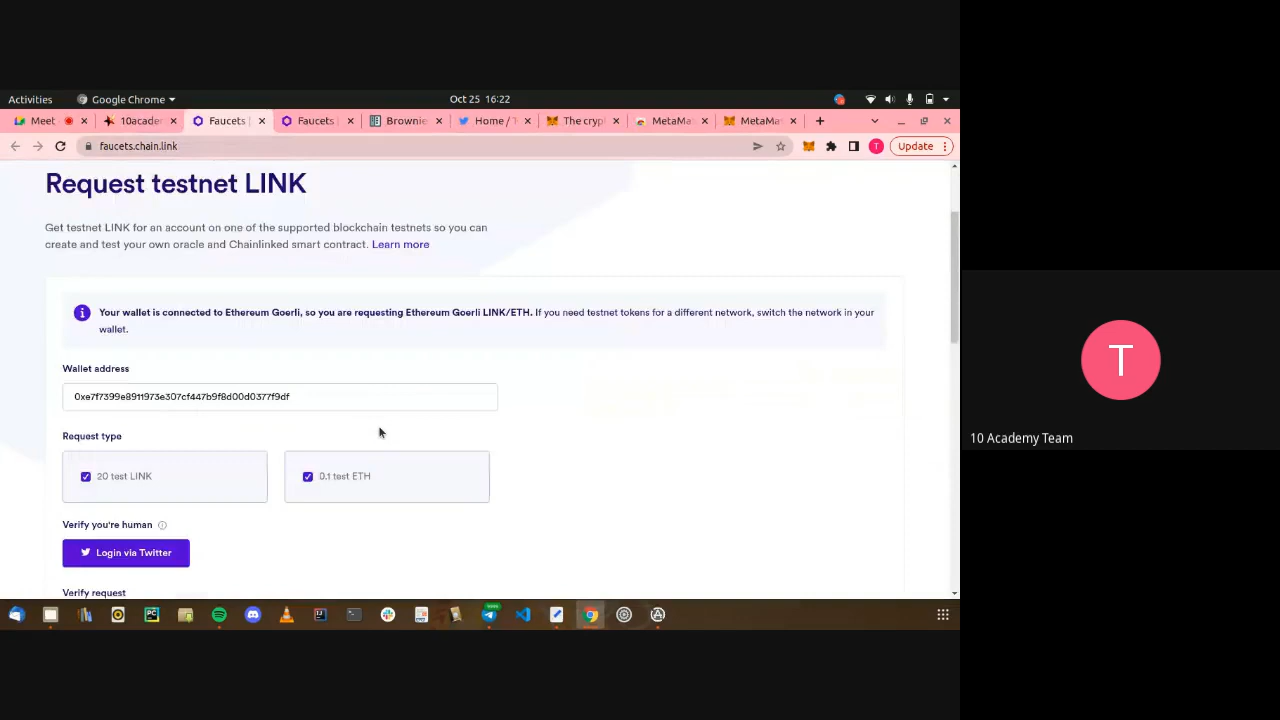 Activities
Google Chrome
Oct 25 16:22
Meet
10acader
Faucets
Faucets
Brownie
Home / T
The cryp
MetaMa
MetaMa
faucets.chain.link
T
Update
Request testnet LINK
Get testnet LINK for an account on one of the supported blockchain testnets so you can
create and test your own oracle and Chainlinked smart contract. Learn more
Your wallet is connected to Ethereum Goerli, so you are requesting Ethereum Goerli LINK/ETH. If you need testnet tokens for a different network, switch the network in your
wallet.
Wallet address
0xe7f7399e8911973e307cf447b9f8d00d0377f9df
Request type
20 test LINK
0.1 test ETH
Verify you're human
Login via Twitter
Verify request
T
10 Academy Team